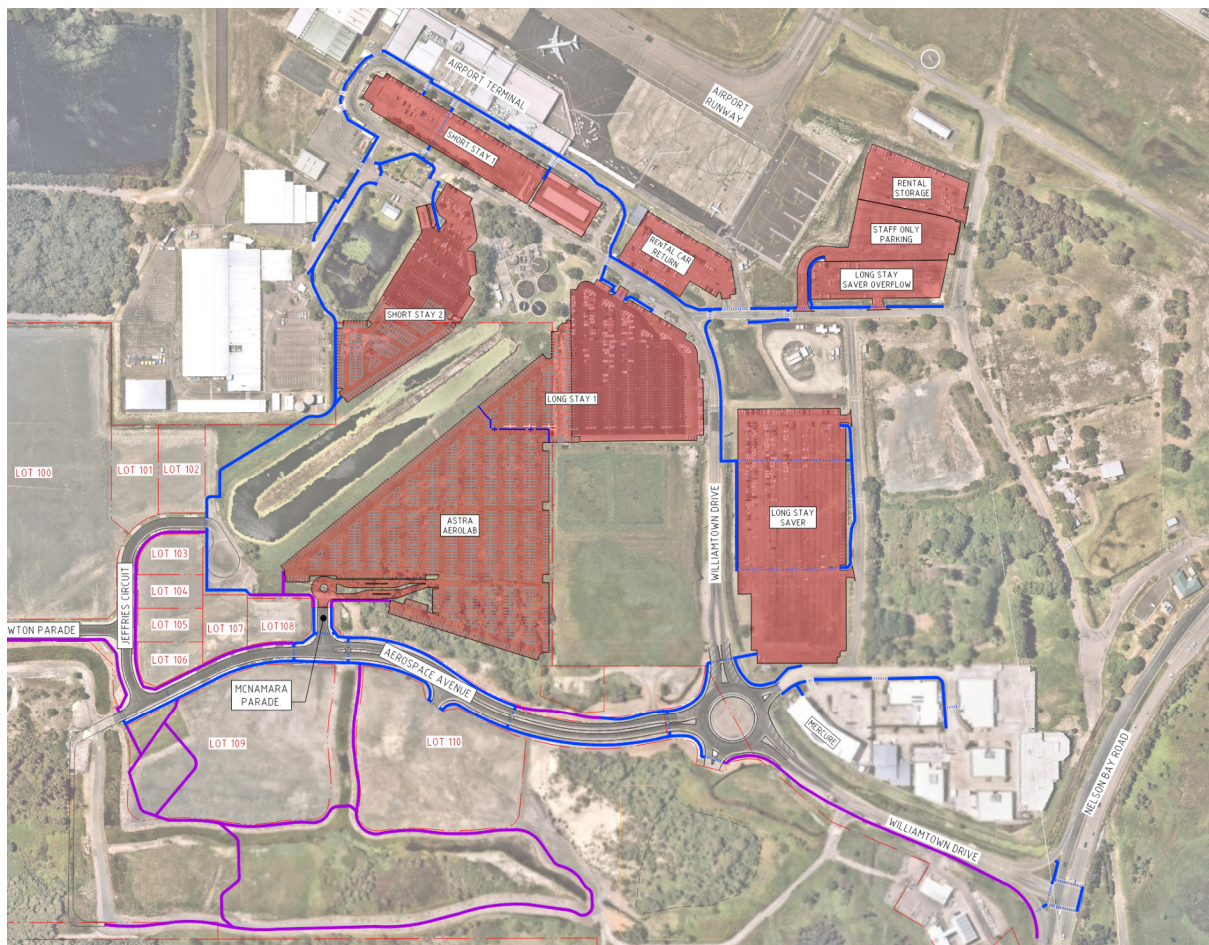 AIRPORT TERMINAL
AIRPORT
RUNWAY
SHORT STAY 1
RENTAL
STORAGE
STAFF ONLY
PARKING
RENTAL CAR
RETURN
LONG STAY
SAVER OVERFLOW
SHORT STAY 2
LONG STAY 1
LOT 100
LOT 101
LOT 102
ASTRA
AEROLAB
LONG STAY
SAVER
WILLIAMTOWN DRIVE
LOT 103
LOT 104
LOT 105
LOT 106
LOT 107
LOT 108
JEFFRIES CIRCUIT
WTON PARADE
AEROSPACE AVENUE
MCNAMARA
PARADE
LOT 109
LOT 110
MERCURE
NELSON BAY ROAD
WILLIAMTOWN DRIVE